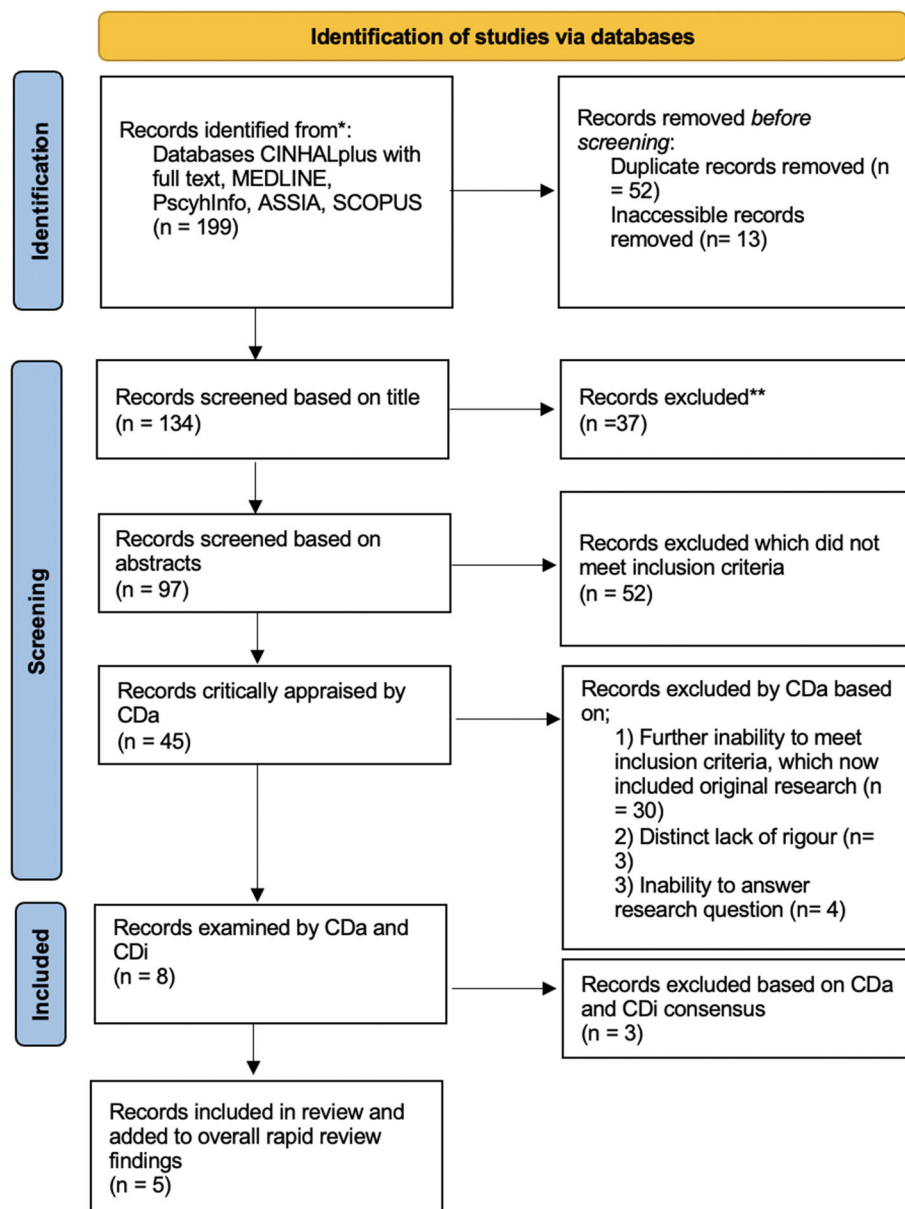 Identification of studies via databases
Identification
Records identified from*:
Databases CINHALplus with
full text, MEDLINE,
PscyhInfo, ASSIA, SCOPUS
(n = 199)
Records removed before
screening:
Duplicate records removed (n
= 52)
Inaccessible records
removed (n= 13)
Screening
Records screened based on title
(n = 134)
Records excluded**
(n =37)
Records screened based on
abstracts
(n = 97)
Records excluded which did not
meet inclusion criteria
(n = 52)
Records critically appraised by
CDa
(n = 45)
Records excluded by CDa based
on;
1) Further inability to meet
inclusion criteria, which now
included original research (n
= 30)
2) Distinct lack of rigour (n=
3)
3) Inability to answer
research question (n= 4)
Included
Records examined by CDa and
CDi
(n = 8)
Records excluded based on CDa
and CDi consensus
(n = 3)
Records included in review and
added to overall rapid review
findings
(n = 5)